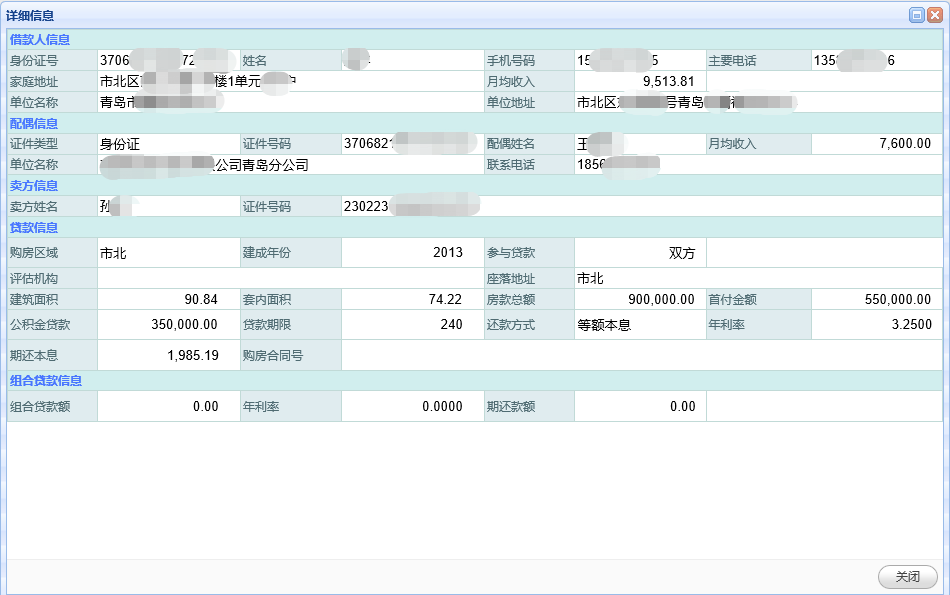 详细信息
借款人信息
身份证号 3706 72 姓名 手机号码 15 5 主要电话 135 6
家庭地址 市北区 楼1单元 户 月均收入 9,513.81
单位名称 青岛市 单位地址 市北区 号青岛
配偶信息
证件类型 身份证 证件号码 370682 配偶姓名 王 月均收入 7,600.00
单位名称 公司青岛分公司 联系电话 1856
卖方信息
卖方姓名 孙 证件号码 230223
贷款信息
购房区域 市北 建成年份 2013 参与贷款 双方
评估机构 座落地址 市北
建筑面积 90.84 套内面积 74.22 房款总额 900,000.00 首付金额 550,000.00
公积金贷款 350,000.00 贷款期限 240 还款方式 等额本息 年利率 3.2500
期还本息 1,985.19 购房合同号
组合贷款信息
组合贷款额 0.00 年利率 0.0000 期还款额 0.00
关闭